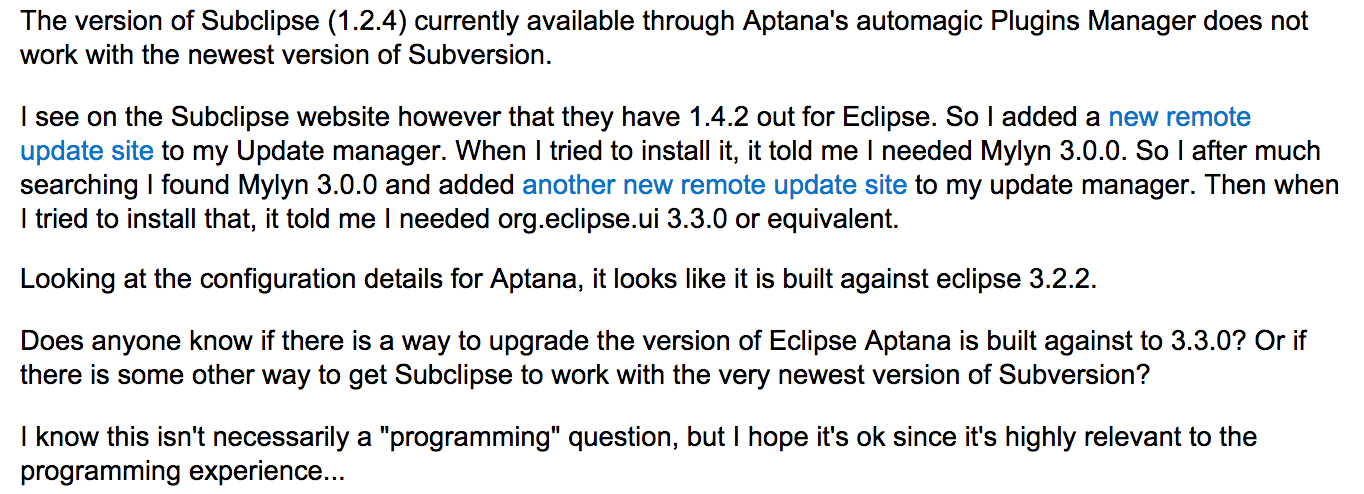 The version of Subclipse (1.2.4) currently available through Aptana's automagic Plugins Manager does not
work with the newest version of Subversion.
I see on the Subclipse website however that they have 1.4.2 out for Eclipse. So I added a new remote
update site to my Update manager. When I tried to install it, it told me I needed Mylyn 3.0.0. So I after much
searching I found Mylyn 3.0.0 and added another new remote update site to my update manager. Then when
I tried to install that, it told me I needed org.eclipse.ui 3.3.0 or equivalent.
Looking at the configuration details for Aptana, it looks like it is built against eclipse 3.2.2.
Does anyone know if there is a way to upgrade the version of Eclipse Aptana is built against to 3.3.0? Or if
there is some other way to get Subclipse to work with the very newest version of Subversion?
I know this isn't necessarily a "programming" question, but I hope it's ok since it's highly relevant to the
programming experience...